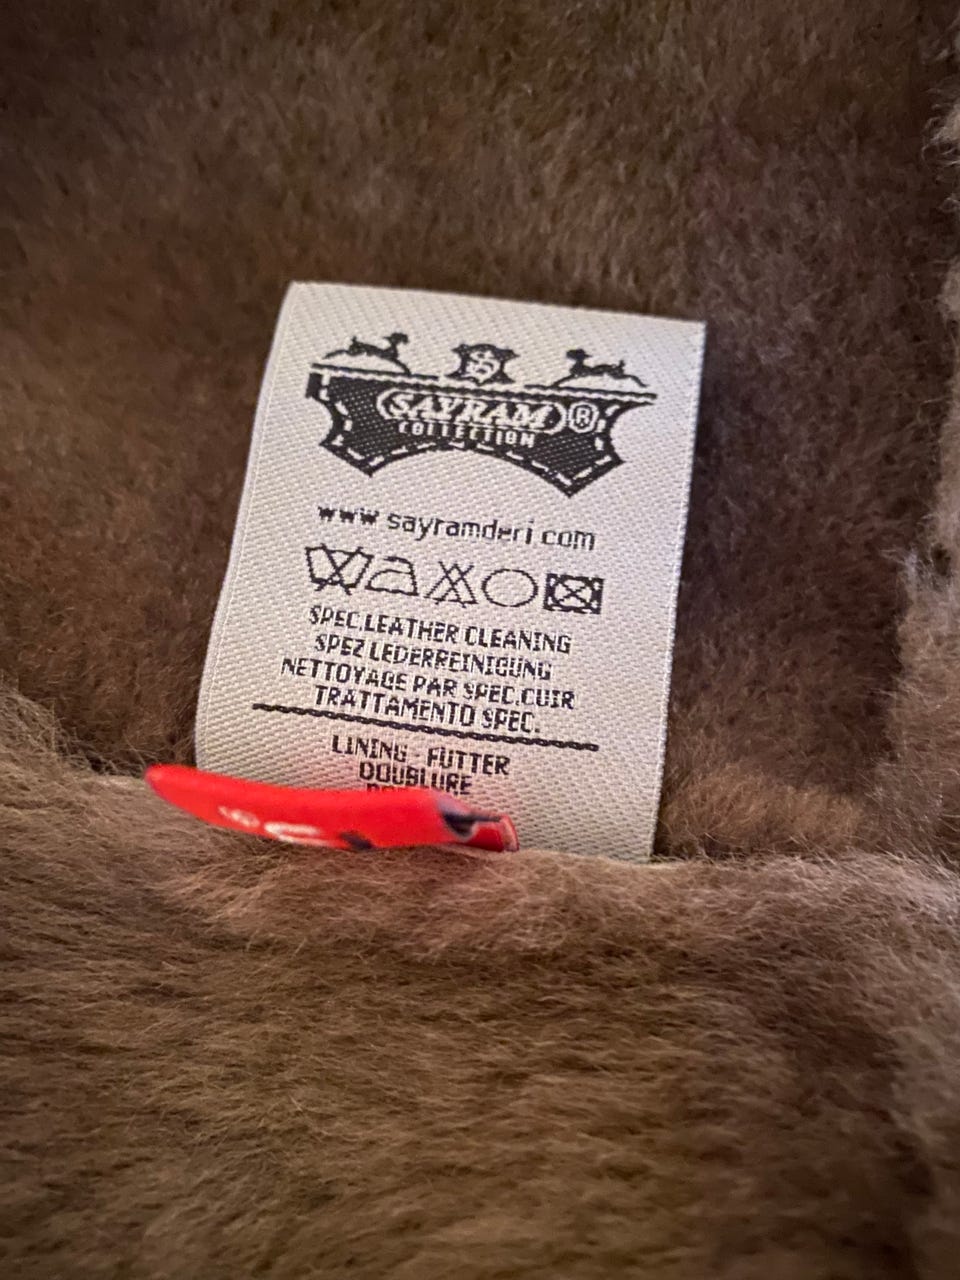 S
SAYRAM ®
COLLECTION
www.sayramderi.com
SPEC.LEATHER CLEANING
SPEZ LEDERREINIGUNG
NETTOYAGE PAR SPEC.CUIR
TRATTAMENTO SPEC.
LINING FUTTER
DOUBLURE